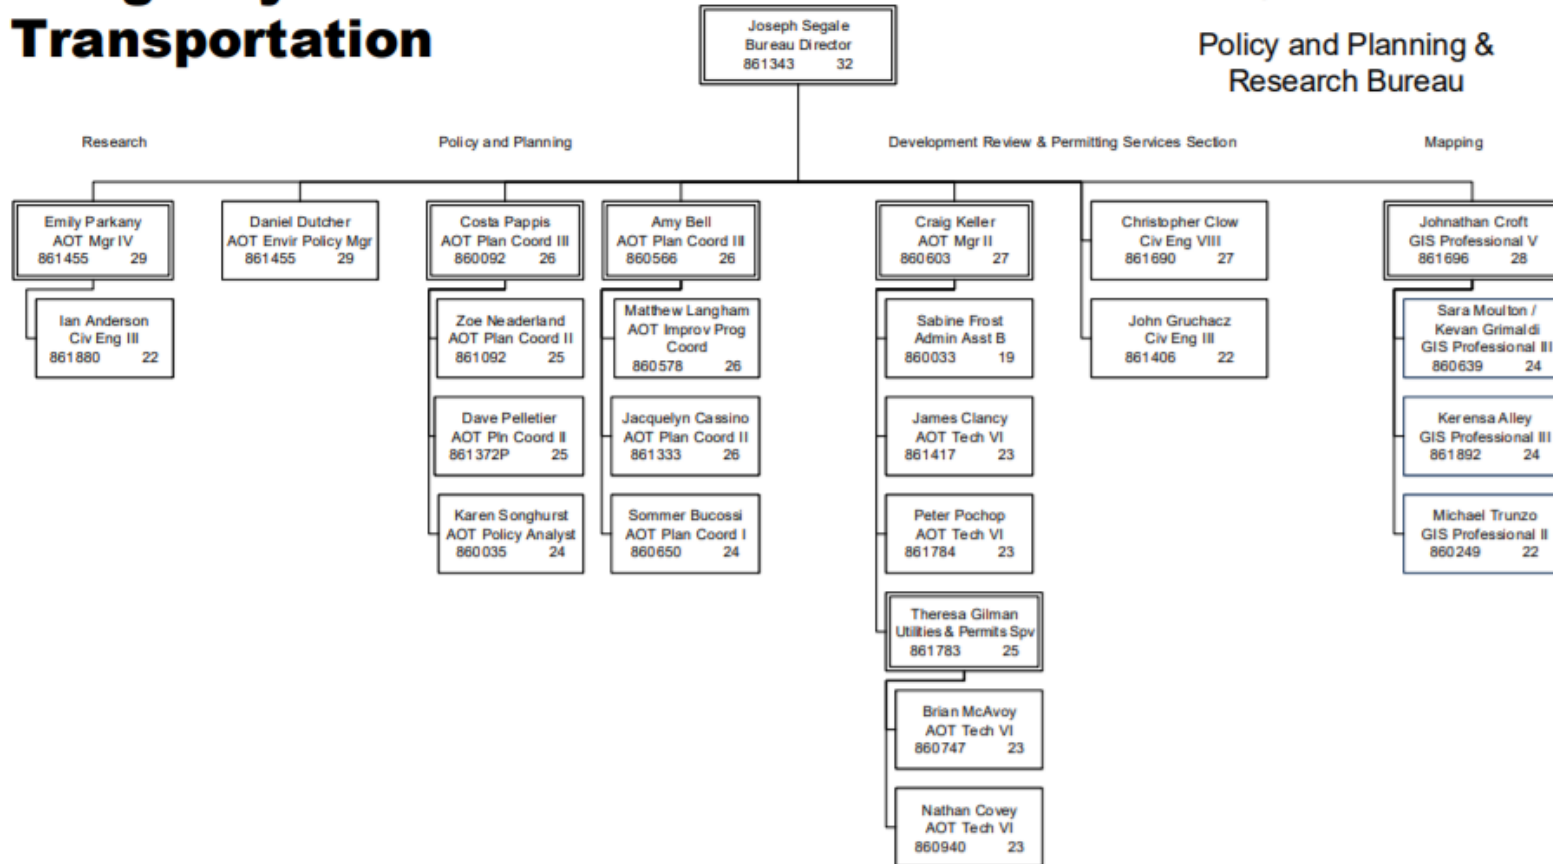 Transportation
Joseph Segale
Bureau Director
861343 32
Policy and Planning &
Research Bureau
Research
Policy and Planning
Development Review & Permitting Services Section
Mapping
Emily Parkany
AOT Mgr IV
861455 29
Ian Anderson
Civ Eng III
861880 22
Daniel Dutcher
AOT Envir Policy Mgr
861455 29
Costa Pappis
AOT Plan Coord III
860092 26
Zoe Neaderland
AOT Plan Coord II
861092 25
Dave Pelletier
AOT Pln Coord II
861372P 25
Karen Songhurst
AOT Policy Analyst
860035 24
Amy Bell
AOT Plan Coord III
860566 26
Matthew Langham
AOT Improv Prog
Coord
860578 26
Jacquelyn Cassino
AOT Plan Coord II
861333 26
Sommer Bucossi
AOT Plan Coord I
860650 24
Craig Keller
AOT Mgr II
860603 27
Sabine Frost
Admin Asst B
860033 19
James Clancy
AOT Tech VI
861417 23
Peter Pochop
AOT Tech VI
861784 23
Theresa Gilman
Utilities & Permits Spv
861783 25
Brian McAvoy
AOT Tech VI
860747 23
Nathan Covey
AOT Tech VI
860940 23
Christopher Clow
Civ Eng VIII
861690 27
John Gruchacz
Civ Eng III
861406 22
Johnathan Croft
GIS Professional V
861696 28
Sara Moulton /
Kevan Grimaldi
GIS Professional III
860639 24
Kerensa Alley
GIS Professional III
861892 24
Michael Trunzo
GIS Professional II
860249 22